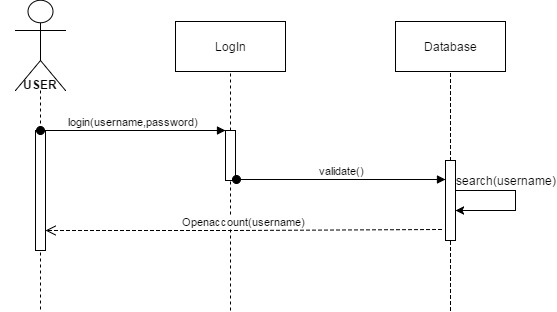 LogIn
Database
USER
login(username,password)
validate()
search(username)
Openaccount(username)